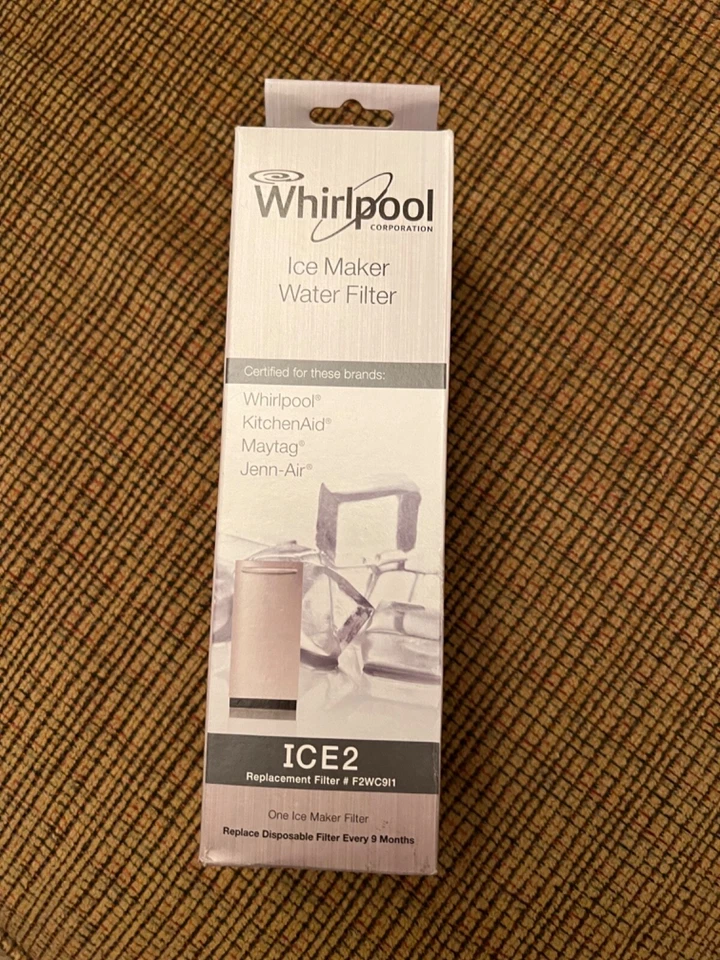 Whirlpool
CORPORATION
Ice Maker
Water Filter
Certified for these brands:
Whirlpool®
KitchenAid®
Maytag®
Jenn-Air®
ICE2
Replacement Filter # F2WC9I1
One Ice Maker Filter
Replace Disposable Filter Every 9 Months